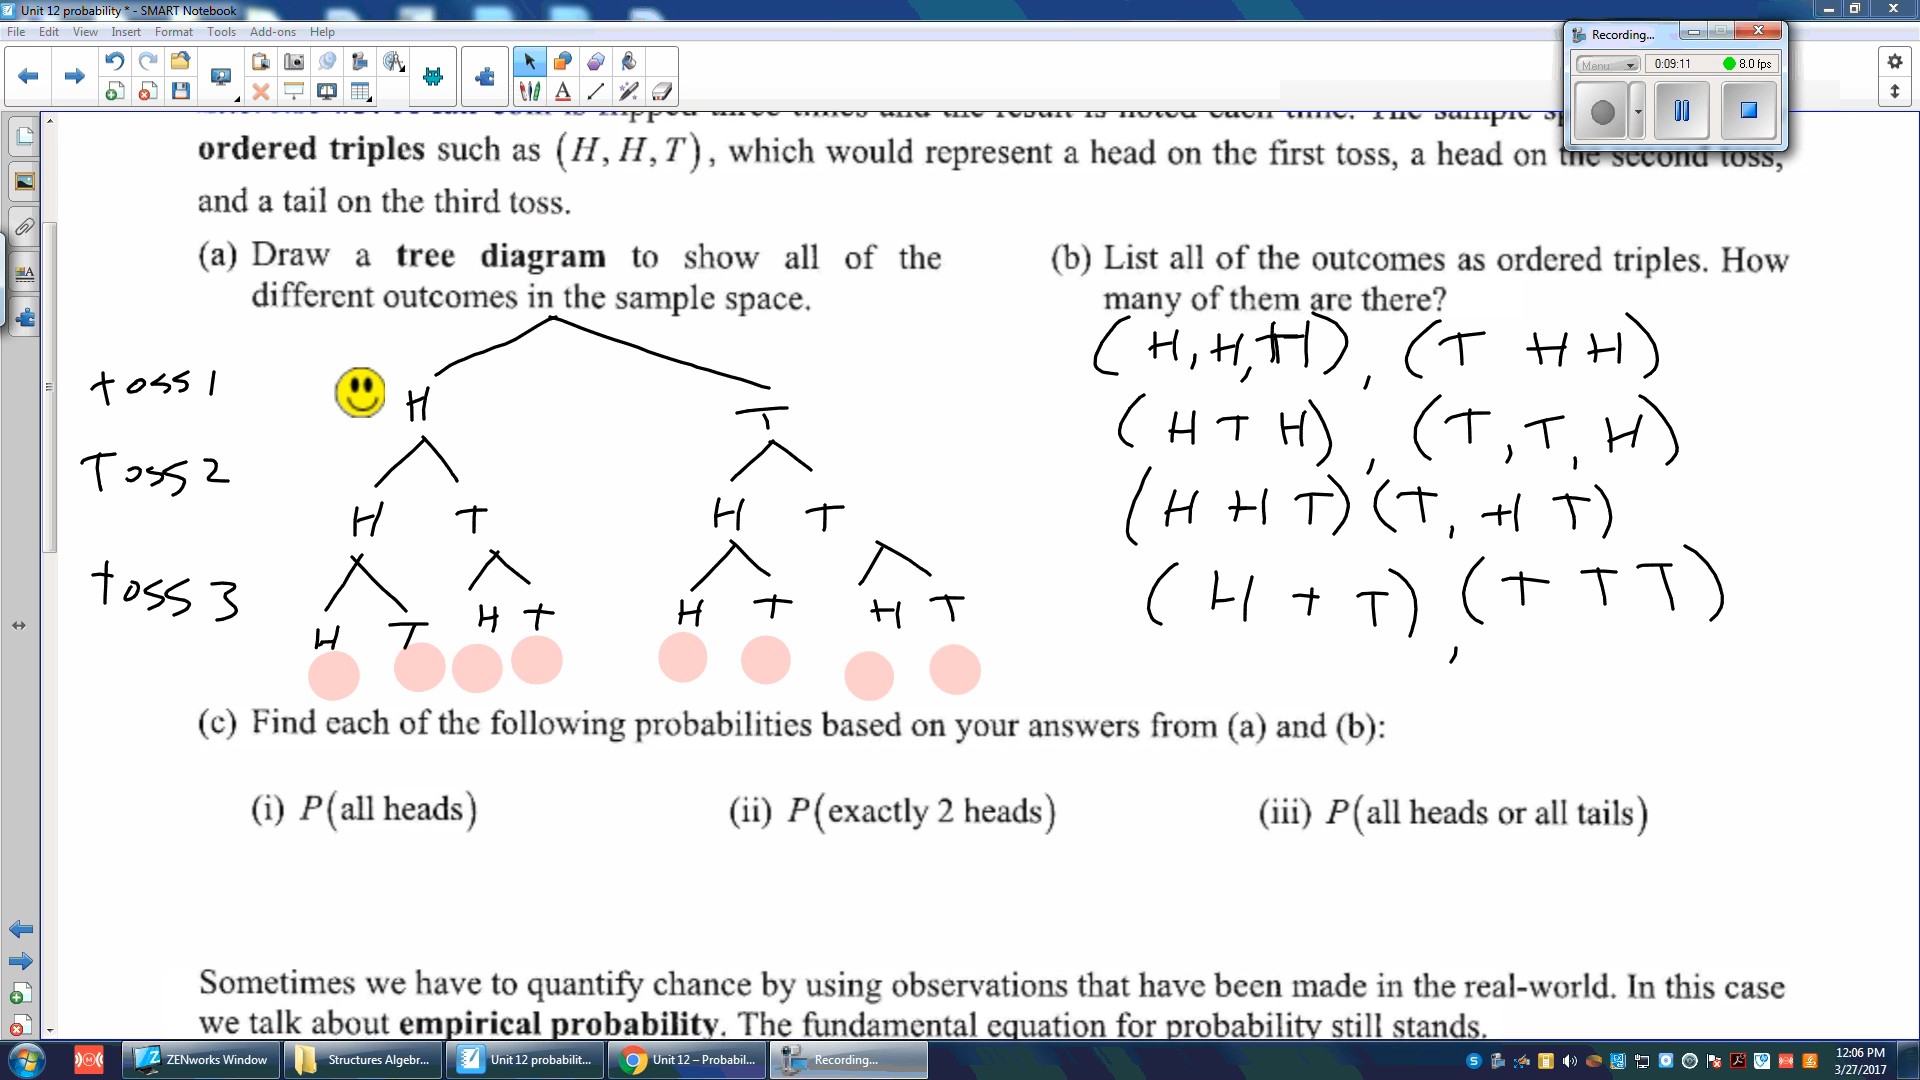 Unit 12 probability * - SMART Notebook
File Edit View Insert Format Tools Add-ons Help
Recording...
Menu 0:09:11 8.0 fps
ordered triples such as (H, H, T), which would represent a head on the first toss, a head on the second toss,
and a tail on the third toss.
(a) Draw a tree diagram to show all of the
different outcomes in the sample space.
(b) List all of the outcomes as ordered triples. How
many of them are there?
toss 1
H T
Toss 2
H T H T
toss 3
H T H T H T H T
(H, H, H), (T H H)
(H T H), (T, T, H)
(H H T) (T, H T)
(H T T), (T T T)
(c) Find each of the following probabilities based on your answers from (a) and (b):
(i) P(all heads) (ii) P(exactly 2 heads) (iii) P(all heads or all tails)
Sometimes we have to quantify chance by using observations that have been made in the real-world. In this case
we talk about empirical probability. The fundamental equation for probability still stands.
ZENworks Window
Structures Algebr...
Unit 12 probabilit...
Unit 12 – Probabil...
Recording...
12:06 PM
3/27/2017